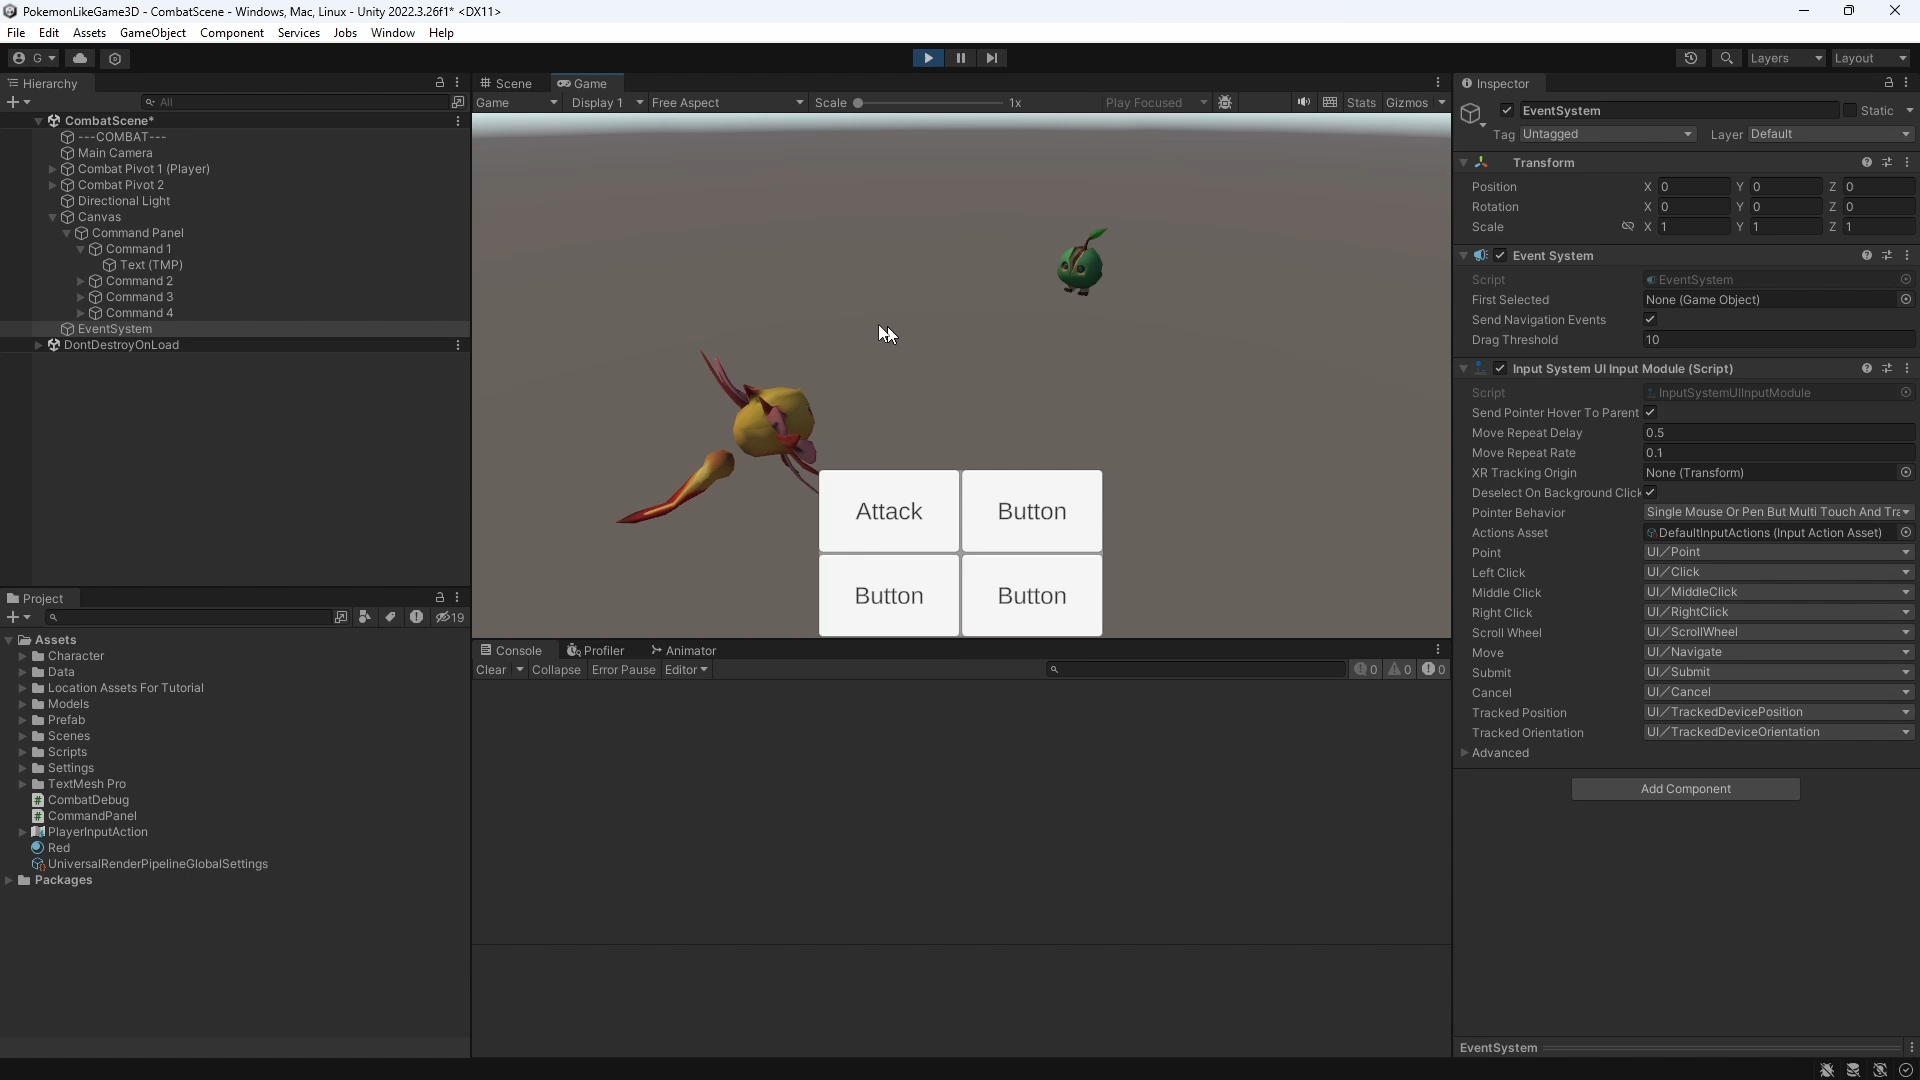 PokemonLikeGame3D - CombatScene - Windows, Mac, Linux - Unity 2022.3.26f1* <DX11>
File Edit Assets GameObject Component Services Jobs Window Help
G Layers Layout
Hierarchy
All
CombatScene*
---COMBAT---
Main Camera
Combat Pivot 1 (Player)
Combat Pivot 2
Directional Light
Canvas
Command Panel
Command 1
Text (TMP)
Command 2
Command 3
Command 4
EventSystem
DontDestroyOnLoad
Scene Game
Game Display 1 Free Aspect Scale 1x Play Focused Stats Gizmos
Attack Button
Button Button
Project
19
Assets
Character
Data
Location Assets For Tutorial
Models
Prefab
Scenes
Scripts
Settings
TextMesh Pro
CombatDebug
CommandPanel
PlayerInputAction
Red
UniversalRenderPipelineGlobalSettings
Packages
Console Profiler Animator
Clear Collapse Error Pause Editor 0 0 0
Inspector
EventSystem Static
Tag Untagged Layer Default
Transform
Position X 0 Y 0 Z 0
Rotation X 0 Y 0 Z 0
Scale X 1 Y 1 Z 1
Event System
Script EventSystem
First Selected None (Game Object)
Send Navigation Events
Drag Threshold 10
Input System UI Input Module (Script)
Script InputSystemUIInputModule
Send Pointer Hover To Parent
Move Repeat Delay 0.5
Move Repeat Rate 0.1
XR Tracking Origin None (Transform)
Deselect On Background Click
Pointer Behavior Single Mouse Or Pen But Multi Touch And Tra
Actions Asset DefaultInputActions (Input Action Asset)
Point UI/Point
Left Click UI/Click
Middle Click UI/MiddleClick
Right Click UI/RightClick
Scroll Wheel UI/ScrollWheel
Move UI/Navigate
Submit UI/Submit
Cancel UI/Cancel
Tracked Position UI/TrackedDevicePosition
Tracked Orientation UI/TrackedDeviceOrientation
Advanced
Add Component
EventSystem